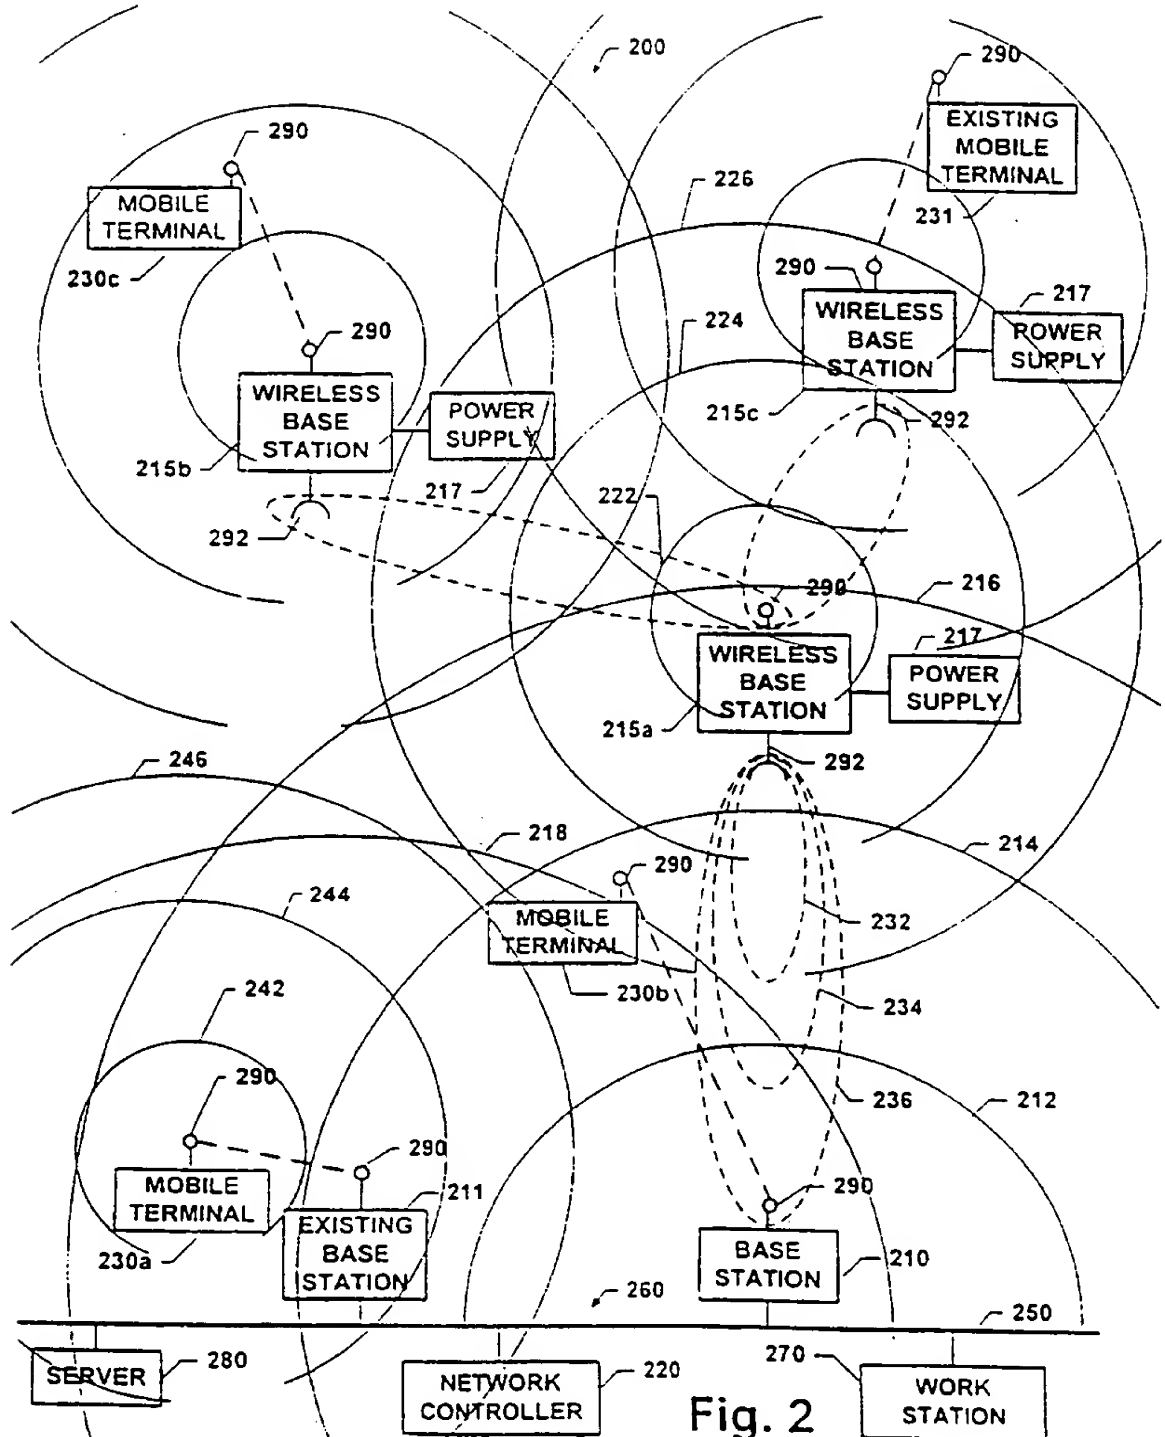 200
290
EXISTING
MOBILE
TERMINAL
231
290
MOBILE
TERMINAL
230c
226
290
WIRELESS
BASE
STATION
217
POWER
SUPPLY
215c
292
224
290
WIRELESS
BASE
STATION
POWER
SUPPLY
215b
217
292
222
290
216
217
WIRELESS
BASE
STATION
POWER
SUPPLY
215a
292
246
218
214
290
244
MOBILE
TERMINAL
232
230b
234
242
290
236
212
290
290
MOBILE
TERMINAL
211
230a
EXISTING
BASE
STATION
BASE
STATION
210
260
250
SERVER
280
NETWORK
CONTROLLER
220
270
WORK
STATION
Fig. 2